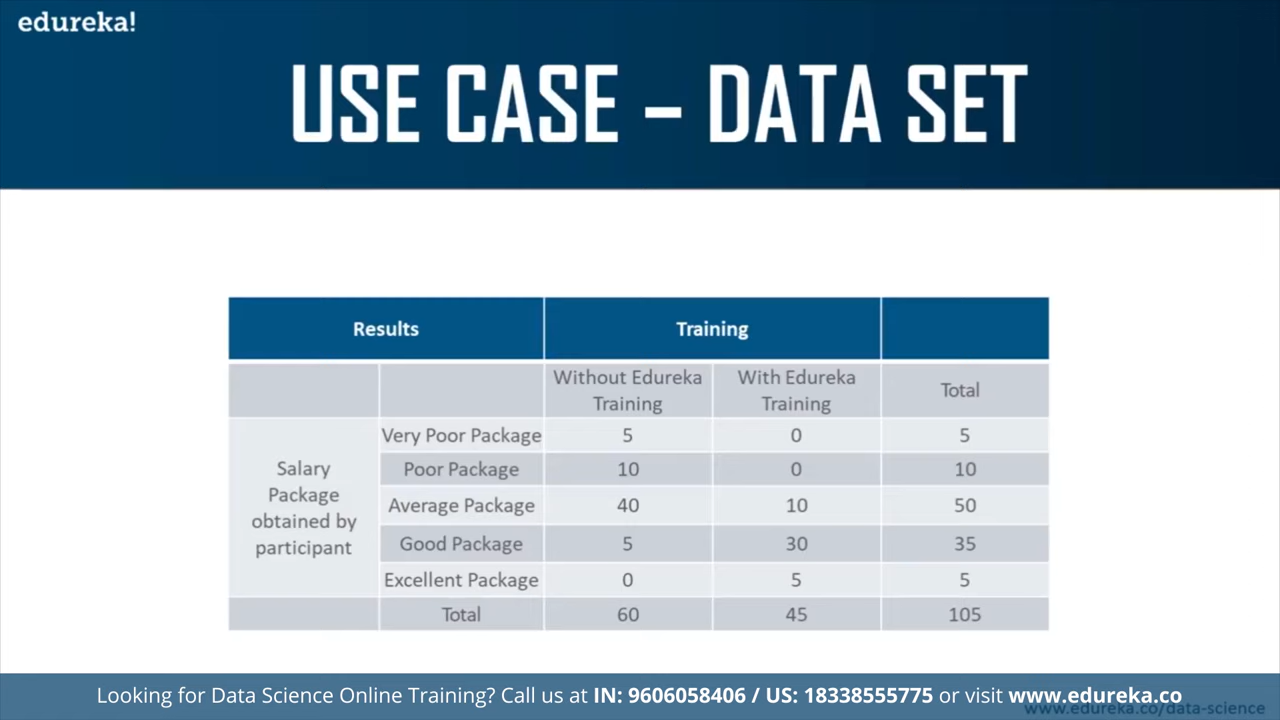 edureka!
USE CASE – DATA SET
Results Training
Without Edureka Training With Edureka Training Total
Salary Package obtained by participant
Very Poor Package 5 0 5
Poor Package 10 0 10
Average Package 40 10 50
Good Package 5 30 35
Excellent Package 0 5 5
Total 60 45 105
Looking for Data Science Online Training? Call us at IN: 9606058406 / US: 18338555775 or visit www.edureka.co
www.edureka.co/data-science